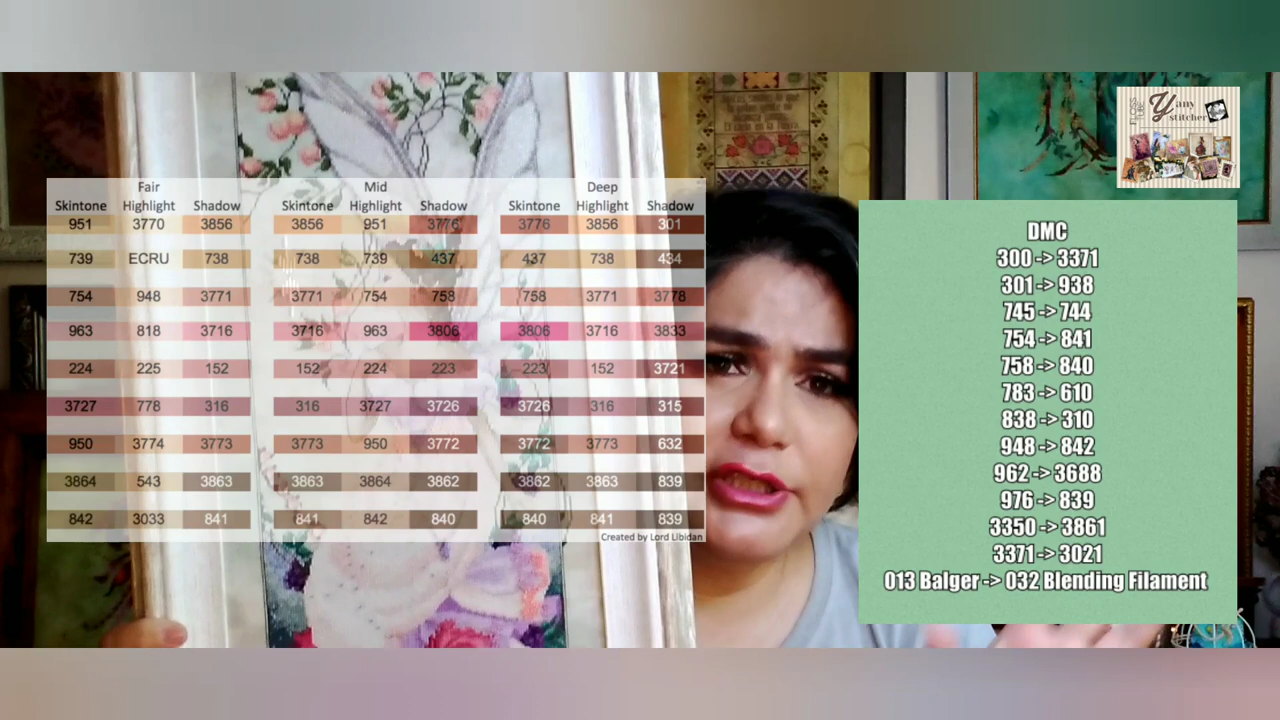 Fair Mid Deep
Skintone Highlight Shadow Skintone Highlight Shadow Skintone Highlight Shadow
951 3770 3856 3856 951 3776 3776 3856 301
739 ECRU 738 738 739 437 437 738 434
754 948 3771 3771 754 758 758 3771 3778
963 818 3716 3716 963 3806 3806 3716 3833
224 225 152 152 224 223 223 152 3721
3727 778 316 316 3727 3726 3726 316 315
950 3774 3773 3773 950 3772 3772 3773 632
3864 543 3863 3863 3864 3862 3862 3863 839
842 3033 841 841 842 840 840 841 839
Created by Lord Libidan
Yany
stitcher
DMC
300 -> 3371
301 -> 938
745 -> 744
754 -> 841
758 -> 840
783 -> 610
838 -> 310
948 -> 842
962 -> 3688
976 -> 839
3350 -> 3861
3371 -> 3021
013 Balger -> 032 Blending Filament